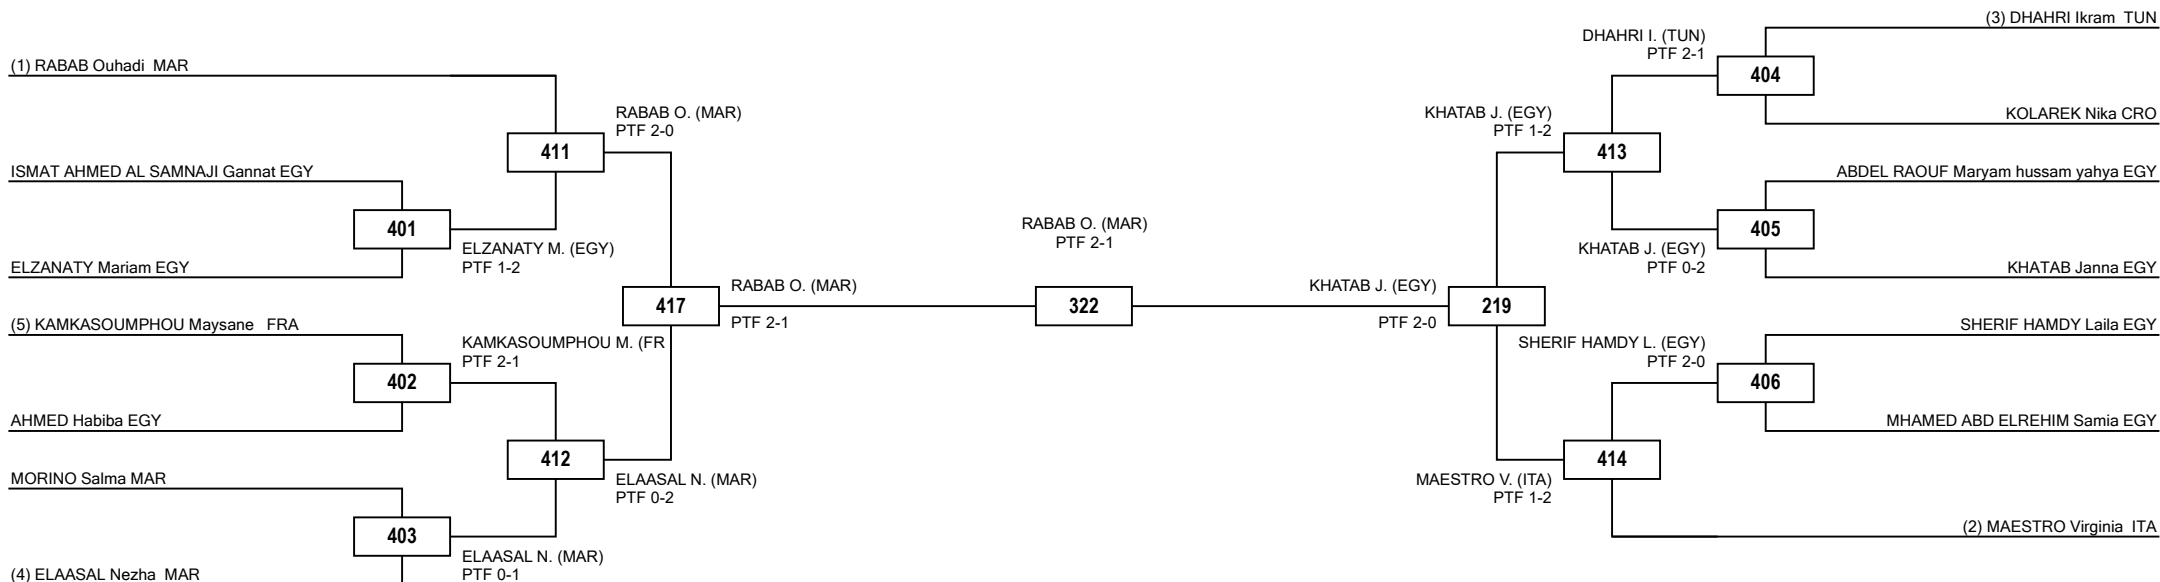 (3) DHAHRI Ikram TUN
DHAHRI I. (TUN)
PTF 2-1
(1) RABAB Ouhadi MAR
404
RABAB O. (MAR)
PTF 2-0
KHATAB J. (EGY)
PTF 1-2
KOLAREK Nika CRO
411
413
ISMAT AHMED AL SAMNAJI Gannat EGY
ABDEL RAOUF Maryam hussam yahya EGY
401
RABAB O. (MAR)
PTF 2-1
405
ELZANATY M. (EGY)
PTF 1-2
KHATAB J. (EGY)
PTF 0-2
ELZANATY Mariam EGY
KHATAB Janna EGY
417
RABAB O. (MAR)
PTF 2-1
322
KHATAB J. (EGY)
PTF 2-0
219
(5) KAMKASOUMPHOU Maysane FRA
SHERIF HAMDY Laila EGY
KAMKASOUMPHOU M. (FR
PTF 2-1
SHERIF HAMDY L. (EGY)
PTF 2-0
402
406
AHMED Habiba EGY
MHAMED ABD ELREHIM Samia EGY
412
414
MORINO Salma MAR
ELAASAL N. (MAR)
PTF 0-2
MAESTRO V. (ITA)
PTF 1-2
403
(2) MAESTRO Virginia ITA
ELAASAL N. (MAR)
PTF 0-1
(4) ELAASAL Nezha MAR